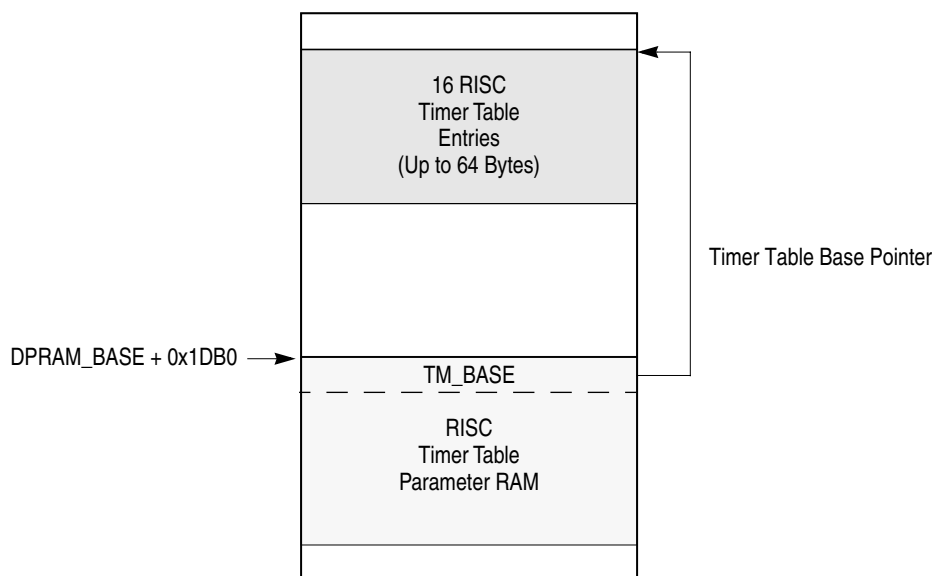 16 RISC
Timer Table
Entries
(Up to 64 Bytes)
Timer Table Base Pointer
DPRAM_BASE + 0x1DB0
TM_BASE
RISC
Timer Table
Parameter RAM